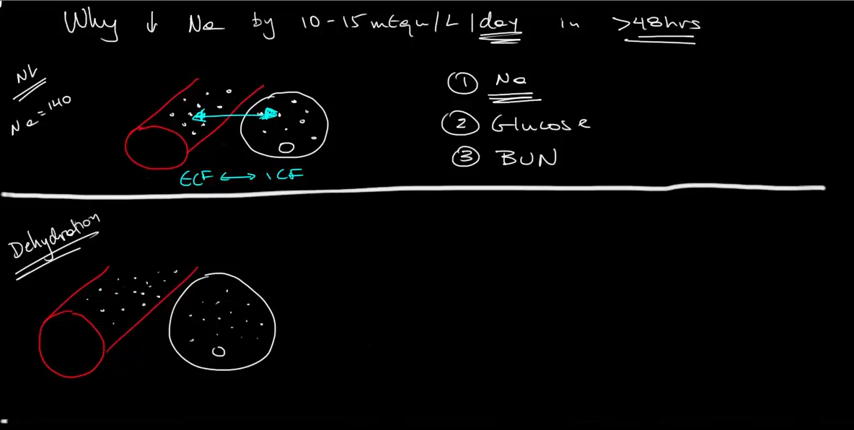 Why ↓ Na by 10-15 mEqu/L/day in >48hrs
Nl
Na=140
① Na
② Glucose
③ BUN
ECF ↔ ICF
Dehydration